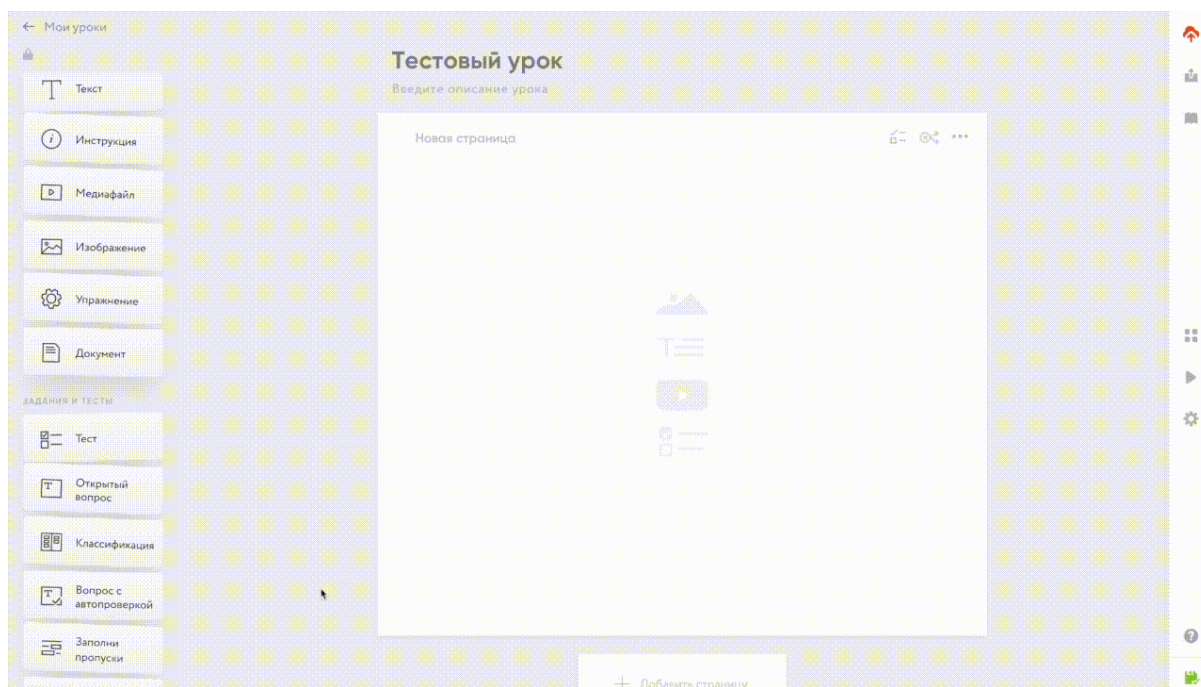 ← Мои уроки
Текст
Инструкция
Медиафайл
Изображение
Упражнение
Документ
ЗАДАНИЯ И ТЕСТЫ
Тест
Открытый
вопрос
Классификация
Вопрос с
автопроверкой
Заполни
пропуски
Тестовый урок
Введите описание урока
Новая страница
+ Добавить страницу